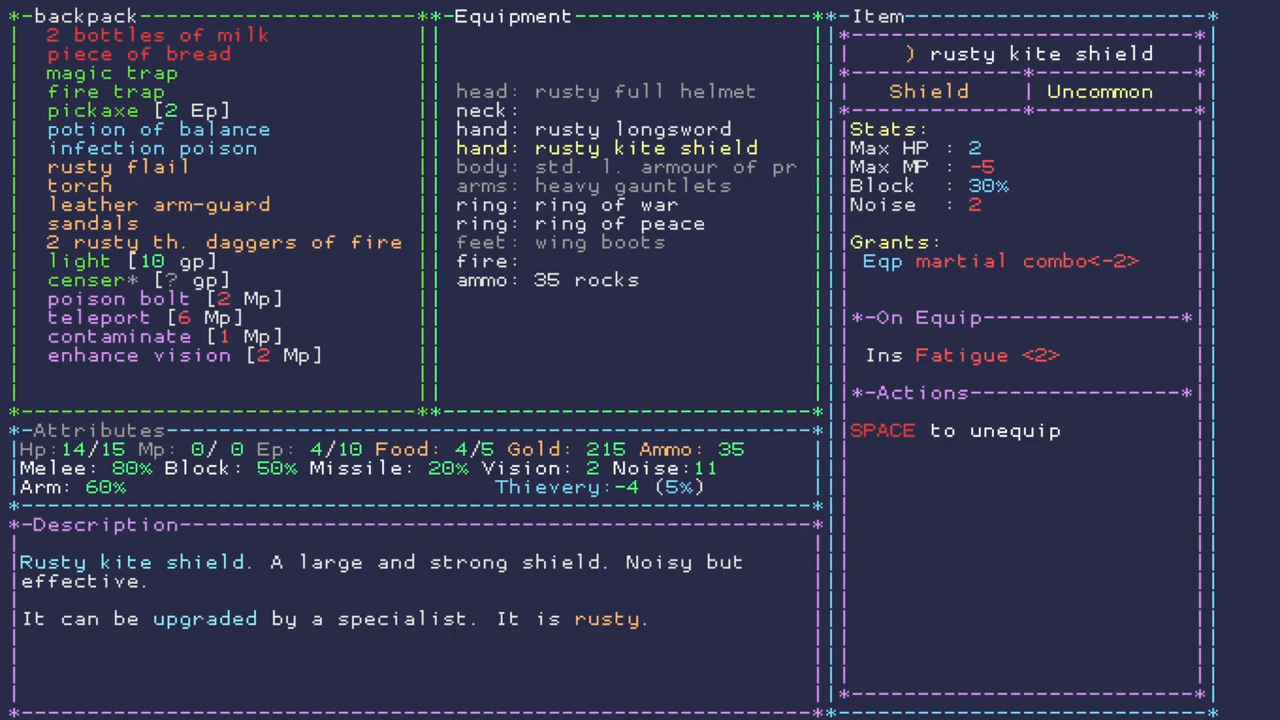 backpack
2 bottles of milk
piece of bread
magic trap
fire trap
pickaxe [2 Ep]
potion of balance
infection poison
rusty flail
torch
leather arm-guard
sandals
2 rusty th. daggers of fire
light [10 gp]
censer* [? gp]
poison bolt [2 Mp]
teleport [6 Mp]
contaminate [1 Mp]
enhance vision [2 Mp]
Equipment
head: rusty full helmet
neck:
hand: rusty longsword
hand: rusty kite shield
body: std. l. armour of pr
arms: heavy gauntlets
ring: ring of war
ring: ring of peace
feet: wing boots
fire:
ammo: 35 rocks
Attributes
Hp:14/15 Mp: 0/ 0 Ep: 4/10 Food: 4/5 Gold: 215 Ammo: 35
Melee: 80% Block: 50% Missile: 20% Vision: 2 Noise:11
Arm: 60% Thievery:-4 (5%)
Description
Rusty kite shield. A large and strong shield. Noisy but
effective.
It can be upgraded by a specialist. It is rusty.
Item
) rusty kite shield
Shield | Uncommon
Stats:
Max HP : 2
Max MP : -5
Block : 30%
Noise : 2
Grants:
Eqp martial combo<-2>
On Equip
Ins Fatigue <2>
Actions
SPACE to unequip